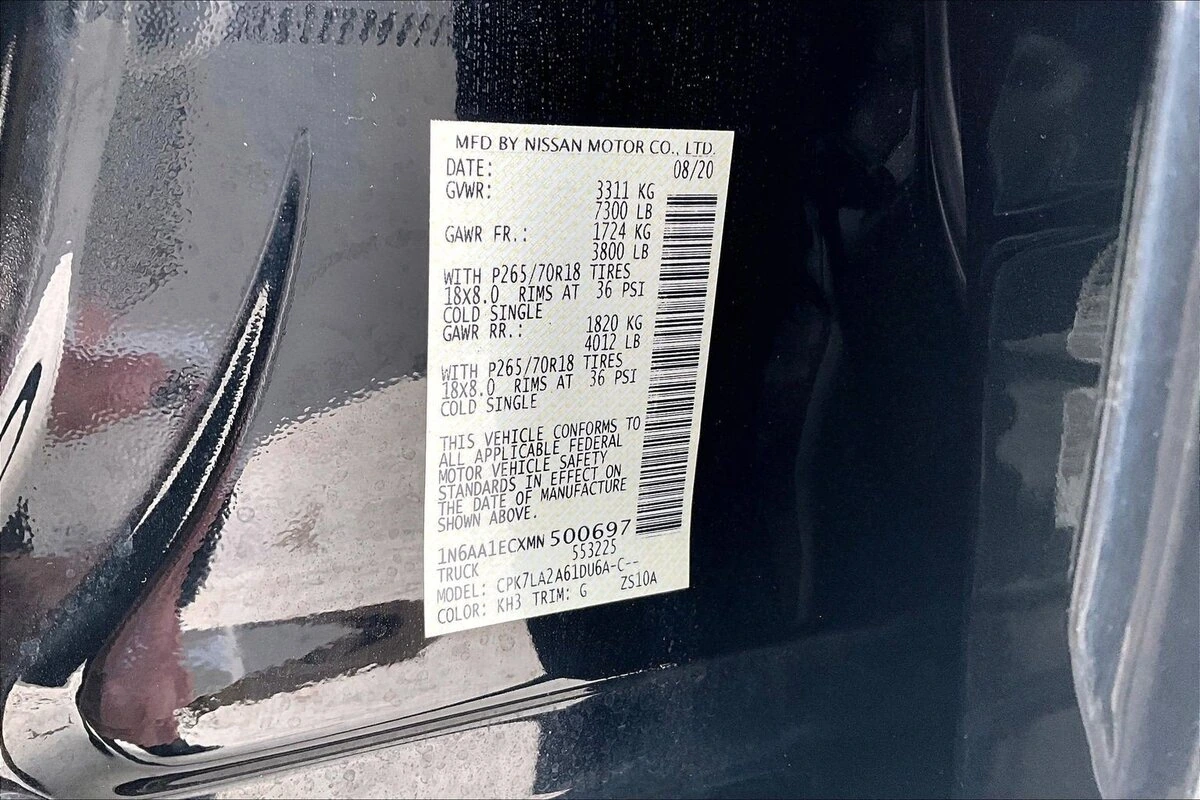 MFD BY NISSAN MOTOR CO., LTD.
DATE: 08/20
GVWR: 3311 KG
7300 LB
GAWR FR.: 1724 KG
3800 LB
WITH P265/70R18 TIRES
18X8.0 RIMS AT 36 PSI
COLD SINGLE
GAWR RR.: 1820 KG
4012 LB
WITH P265/70R18 TIRES
18X8.0 RIMS AT 36 PSI
COLD SINGLE
THIS VEHICLE CONFORMS TO
ALL APPLICABLE FEDERAL
MOTOR VEHICLE SAFETY
STANDARDS IN EFFECT ON
THE DATE OF MANUFACTURE
SHOWN ABOVE.
1N6AA1ECXMN 500697
TRUCK 553225
MODEL: CPK7LA2A61DU6A-C--
COLOR: KH3 TRIM: G ZS10A